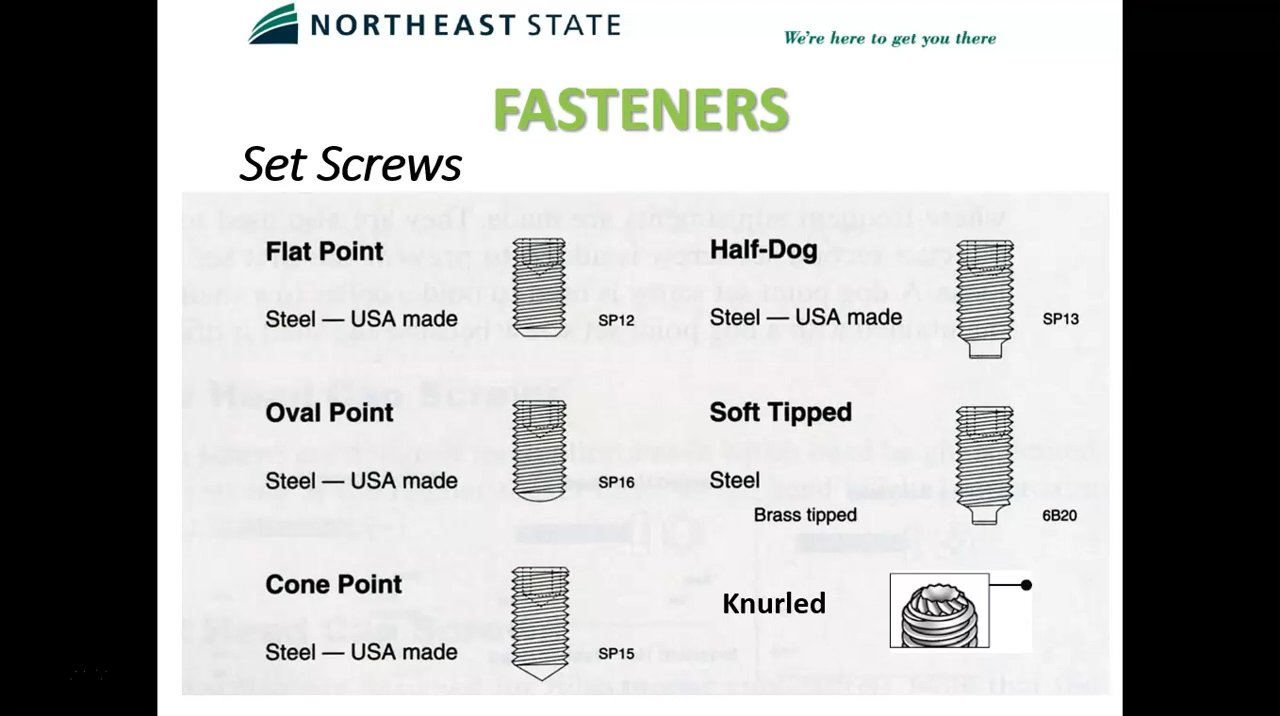 NORTHEAST STATE
We're here to get you there
FASTENERS
Set Screws
Flat Point
Steel — USA made
SP12
Half-Dog
Steel — USA made
SP13
Oval Point
Steel — USA made
SP16
Soft Tipped
Steel
Brass tipped
6B20
Cone Point
Steel — USA made
SP15
Knurled